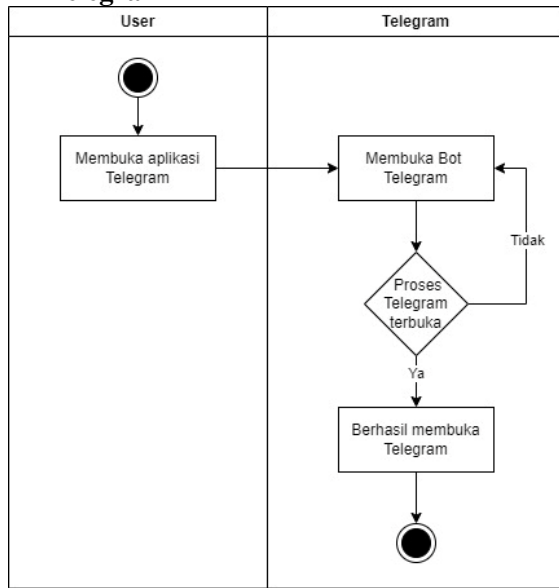 User
Telegram
Membuka aplikasi
Telegram
Membuka Bot
Telegram
Tidak
Proses
Telegram
terbuka
Ya
Berhasil membuka
Telegram